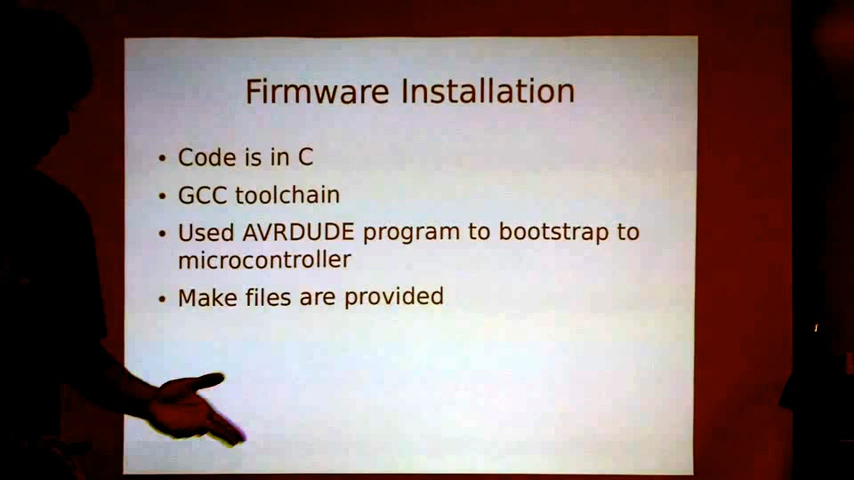 Firmware Installation
• Code is in C
• GCC toolchain
• Used AVRDUDE program to bootstrap to
microcontroller
• Make files are provided